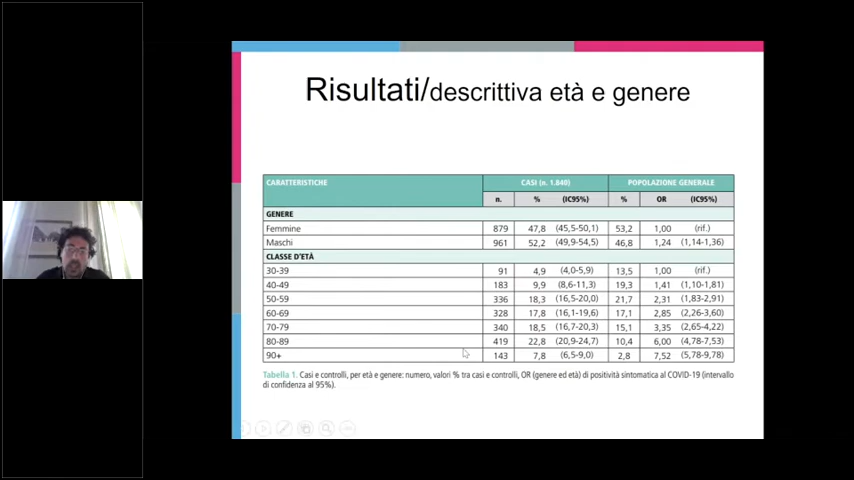 Risultati/descrittiva età e genere
CARATTERISTICHE CASI (n. 1.840) POPOLAZIONE GENERALE
n. % (IC95%) % OR (IC95%)
GENERE
Femmine 879 47,8 (45,5-50,1) 53,2 1,00 (rif.)
Maschi 961 52,2 (49,9-54,5) 46,8 1,24 (1,14-1,36)
CLASSE D'ETÀ
30-39 91 4,9 (4,0-5,9) 13,5 1,00 (rif.)
40-49 183 9,9 (8,6-11,3) 19,3 1,41 (1,10-1,81)
50-59 336 18,3 (16,5-20,0) 21,7 2,31 (1,83-2,91)
60-69 328 17,8 (16,1-19,6) 17,1 2,85 (2,26-3,60)
70-79 340 18,5 (16,7-20,3) 15,1 3,35 (2,65-4,22)
80-89 419 22,8 (20,9-24,7) 10,4 6,00 (4,78-7,53)
90+ 143 7,8 (6,5-9,0) 2,8 7,52 (5,78-9,78)
Tabella 1. Casi e controlli, per età e genere: numero, valori % tra casi e controlli, OR (genere ed età) di positività sintomatica al COVID-19 (intervallo
di confidenza al 95%).